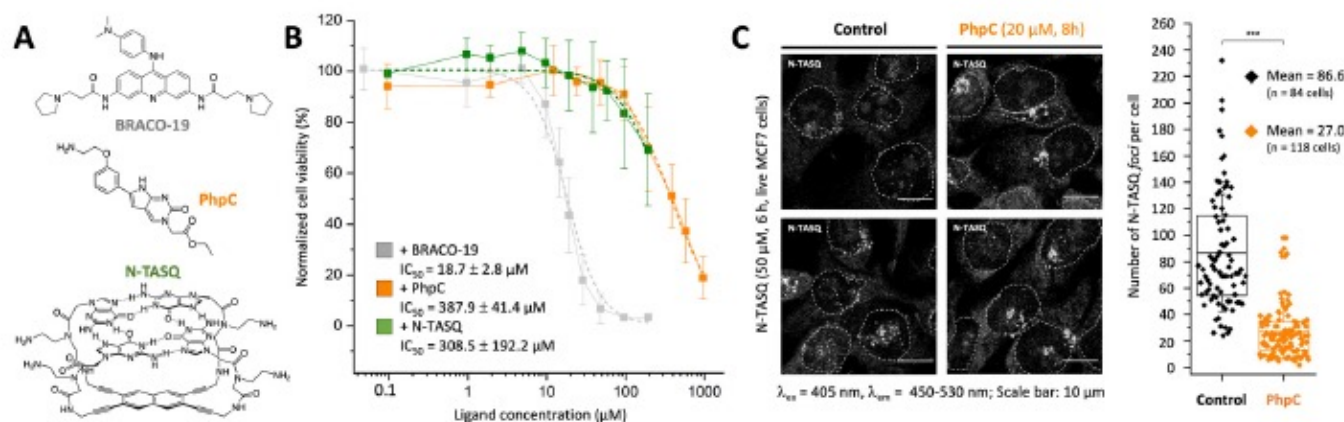 A
BRACO-19
PhpC
N-TASQ
B
Normalized cell viability (%)
140
120
100
80
60
40
20
0
-20
+ BRACO-19
IC50 = 18.7 ± 2.8 μM
+ PhpC
IC50 = 387.9 ± 41.4 μM
+ N-TASQ
IC50 = 308.5 ± 192.2 μM
0.1
1
10
100
1000
Ligand concentration (μM)
C
Control
PhpC (20 μM, 8h)
N-TASQ (50 μM, 6 h, live MCF7 cells)
N-TASQ
N-TASQ
N-TASQ
N-TASQ
λex = 405 nm, λem = 450-530 nm; Scale bar: 10 μm
Number of N-TASQ foci per cell
260
240
220
200
180
160
140
120
100
80
60
40
20
0
***
Mean = 86.6
(n = 84 cells)
Mean = 27.0
(n = 118 cells)
Control
PhpC